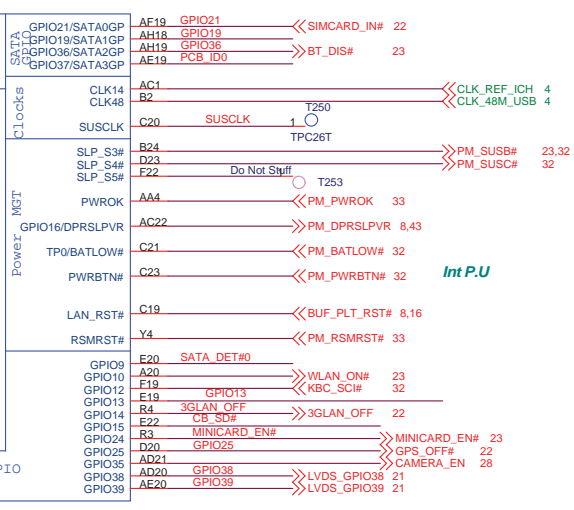 SATA GPIO
GPIO21/SATA0GP AF19 GPIO21 SIMCARD_IN# 22
GPIO19/SATA1GP AH18 GPIO19
GPIO36/SATA2GP AH19 GPIO36 BT_DIS# 23
GPIO37/SATA3GP AE19 PCB_ID0
Clocks
CLK14 AC1 CLK_REF_ICH 4
CLK48 B2 CLK_48M_USB 4
T250
SUSCLK C20 SUSCLK 1
TPC26T
Power MGT
SLP_S3# B24 PM_SUSB# 23,32
SLP_S4# D23 PM_SUSC# 32
SLP_S5# F22 Do Not Stuff 1
T253
PWROK AA4 PM_PWROK 33
GPIO16/DPRSLPVR AC22 PM_DPRSLPVR 8,43
TP0/BATLOW# C21 PM_BATLOW# 32
PWRBTN# C23 PM_PWRBTN# 32 Int P.U
LAN_RST# C19 BUF_PLT_RST# 8,16
RSMRST# Y4 PM_RSMRST# 33
GPIO9 E20 SATA_DET#0
GPIO10 A20 WLAN_ON# 23
GPIO12 F19 KBC_SCI# 32
GPIO13 E19 GPIO13
GPIO14 R4 3GLAN_OFF 3GLAN_OFF 22
GPIO15 E22 CB_SD#
GPIO24 R3 MINICARD_EN# MINICARD_EN# 23
GPIO25 D20 GPIO25 GPS_OFF# 22
GPIO35 AD21 CAMERA_EN 28
PIO
GPIO38 AD20 GPIO38 LVDS_GPIO38 21
GPIO39 AE20 GPIO39 LVDS_GPIO39 21